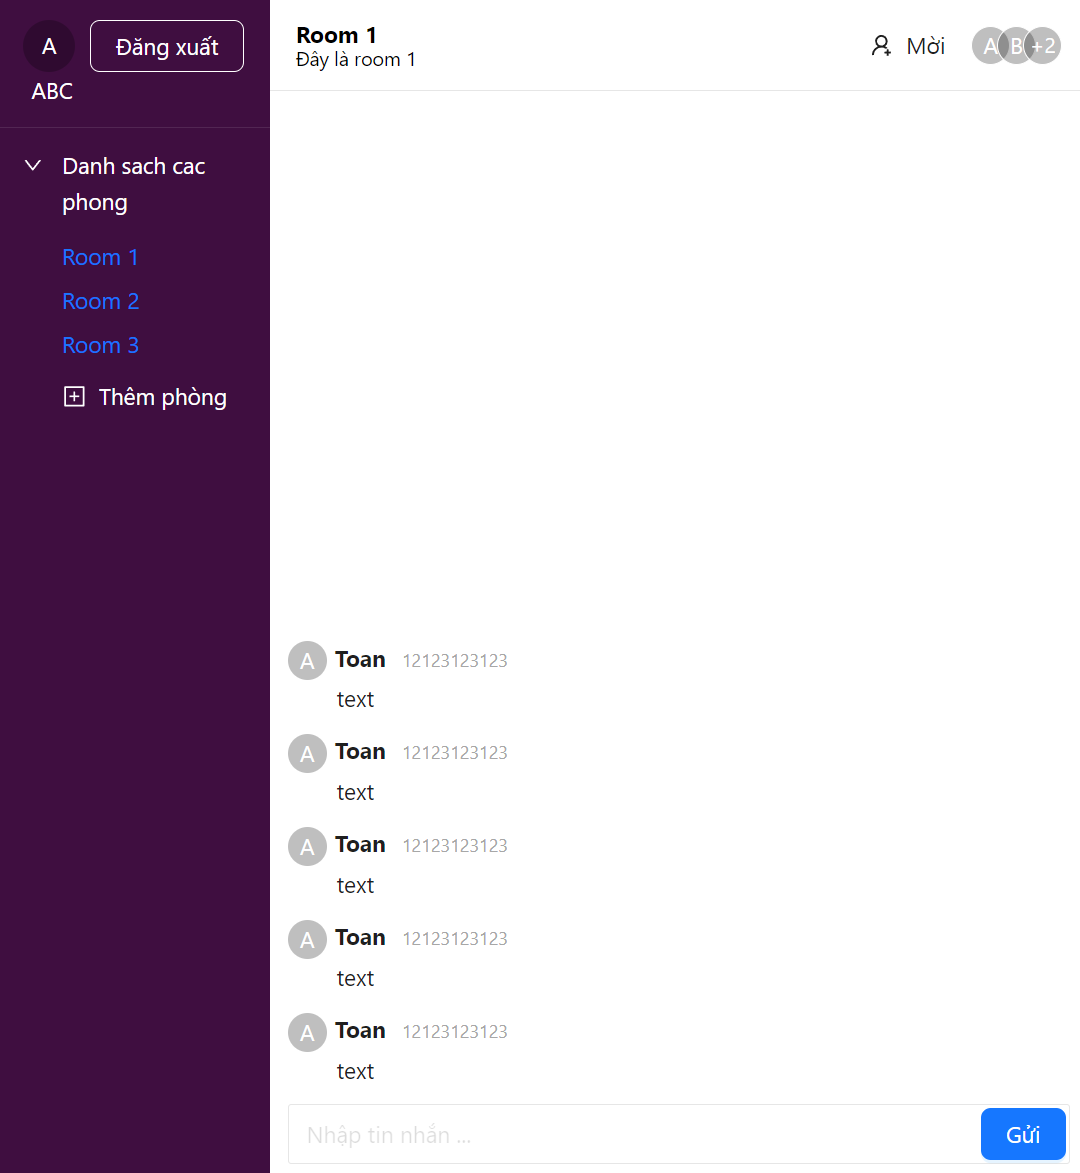 A
Đăng xuất
ABC
Danh sach cac
phong
Room 1
Room 2
Room 3
Thêm phòng
Room 1
Đây là room 1
Mời
A
B
+2
A
Toan 12123123123
text
A
Toan 12123123123
text
A
Toan 12123123123
text
A
Toan 12123123123
text
A
Toan 12123123123
text
Nhập tin nhắn ...
Gửi